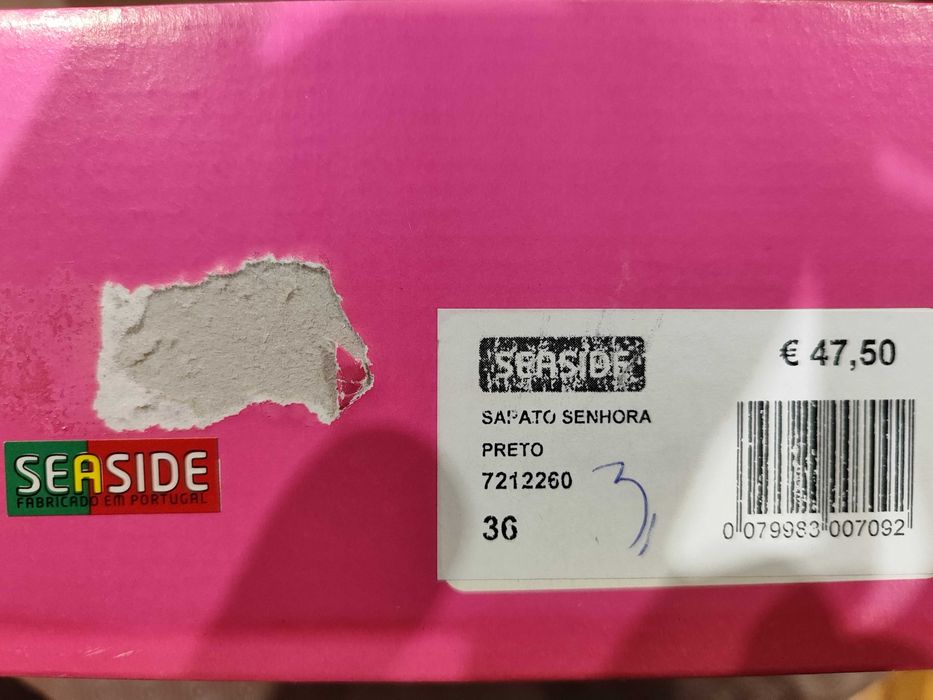 SEASIDE
FABRICADO EM PORTUGAL
SEASIDE
€ 47,50
SAPATO SENHORA
PRETO
7212260
36
3
0 079983 007092